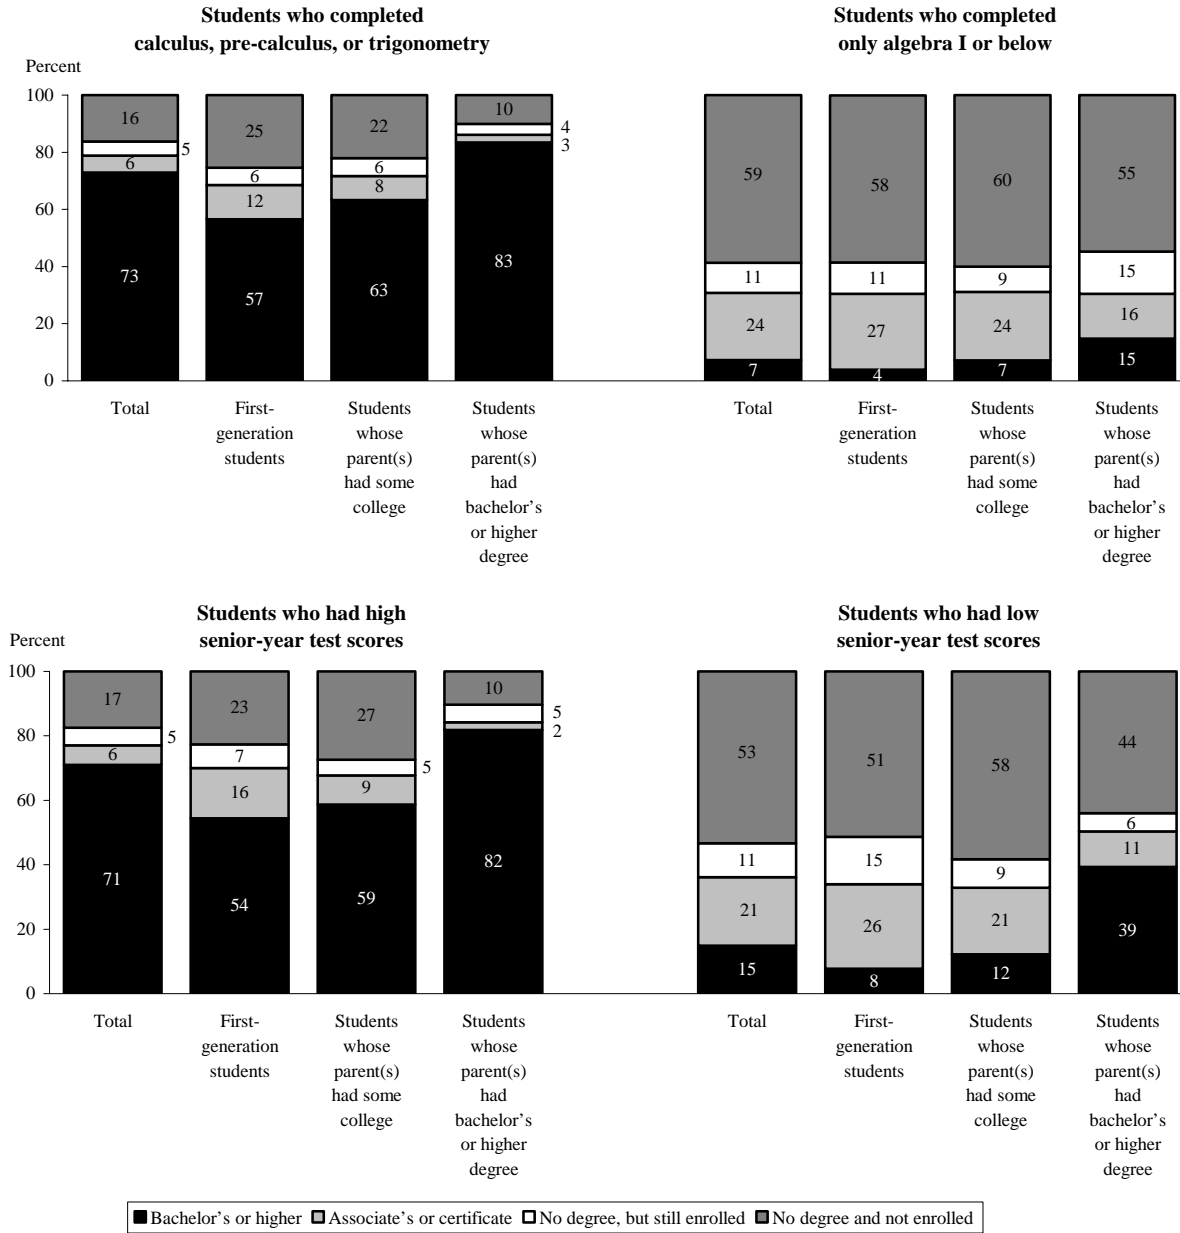 Students who completed
calculus, pre-calculus, or trigonometry
Students who completed
only algebra I or below
Percent
100
80
60
40
20
0
16
5
6
73
25
6
12
57
22
6
8
63
10
4
3
83
59
11
24
7
58
11
27
4
60
9
24
7
55
15
16
15
Total
First-
generation
students
Students
whose
parent(s)
had some
college
Students
whose
parent(s)
had
bachelor's
or higher
degree
Total
First-
generation
students
Students
whose
parent(s)
had some
college
Students
whose
parent(s)
had
bachelor's
or higher
degree
Students who had high
senior-year test scores
Students who had low
senior-year test scores
Percent
100
80
60
40
20
0
17
5
6
71
23
7
16
54
27
5
9
59
10
5
2
82
53
11
21
15
51
15
26
8
58
9
21
12
44
6
11
39
Total
First-
generation
students
Students
whose
parent(s)
had some
college
Students
whose
parent(s)
had
bachelor's
or higher
degree
Total
First-
generation
students
Students
whose
parent(s)
had some
college
Students
whose
parent(s)
had
bachelor's
or higher
degree
Bachelor's or higher Associate's or certificate No degree, but still enrolled No degree and not enrolled